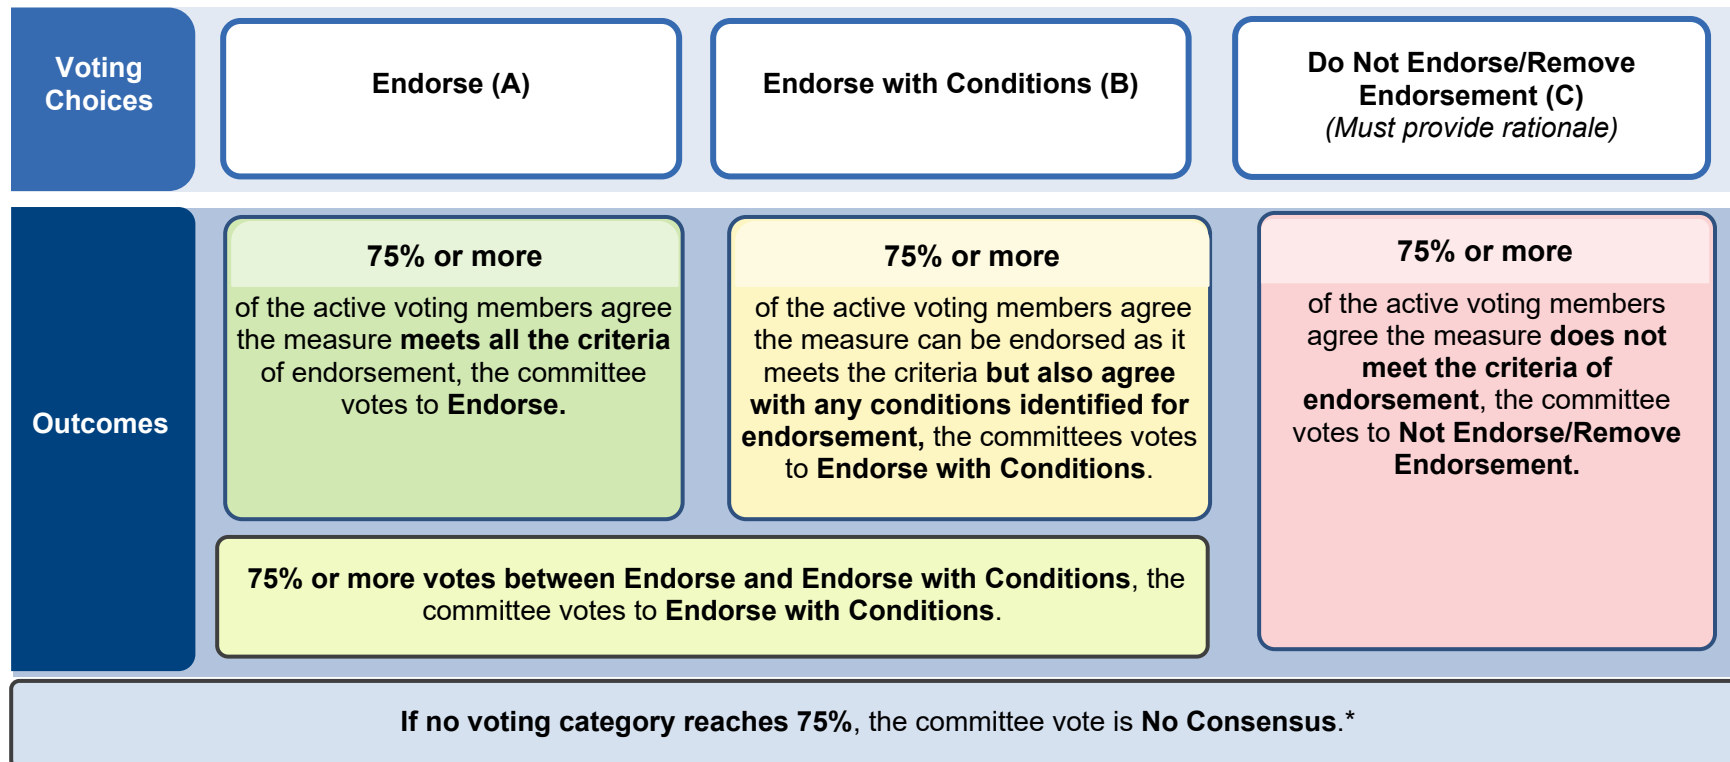 Voting
Choices
Endorse (A)
Endorse with Conditions (B)
Do Not Endorse/Remove
Endorsement (C)
(Must provide rationale)
Outcomes
75% or more
of the active voting members agree
the measure meets all the criteria
of endorsement, the committee
votes to Endorse.
75% or more
of the active voting members agree
the measure can be endorsed as it
meets the criteria but also agree
with any conditions identified for
endorsement, the committees votes
to Endorse with Conditions.
75% or more
of the active voting members
agree the measure does not
meet the criteria of
endorsement, the committee
votes to Not Endorse/Remove
Endorsement.
75% or more votes between Endorse and Endorse with Conditions, the
committee votes to Endorse with Conditions.
If no voting category reaches 75%, the committee vote is No Consensus.*